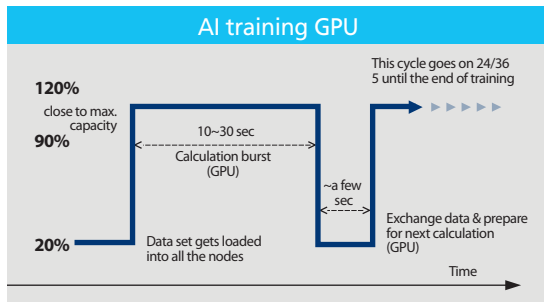 AI training GPU
This cycle goes on 24/36
5 until the end of training
120%
close to max.
capacity
90%
10~30 sec
Calculation burst
(GPU)
~a few
sec
20%
Data set gets loaded
into all the nodes
Exchange data & prepare
for next calculation
(GPU)
Time